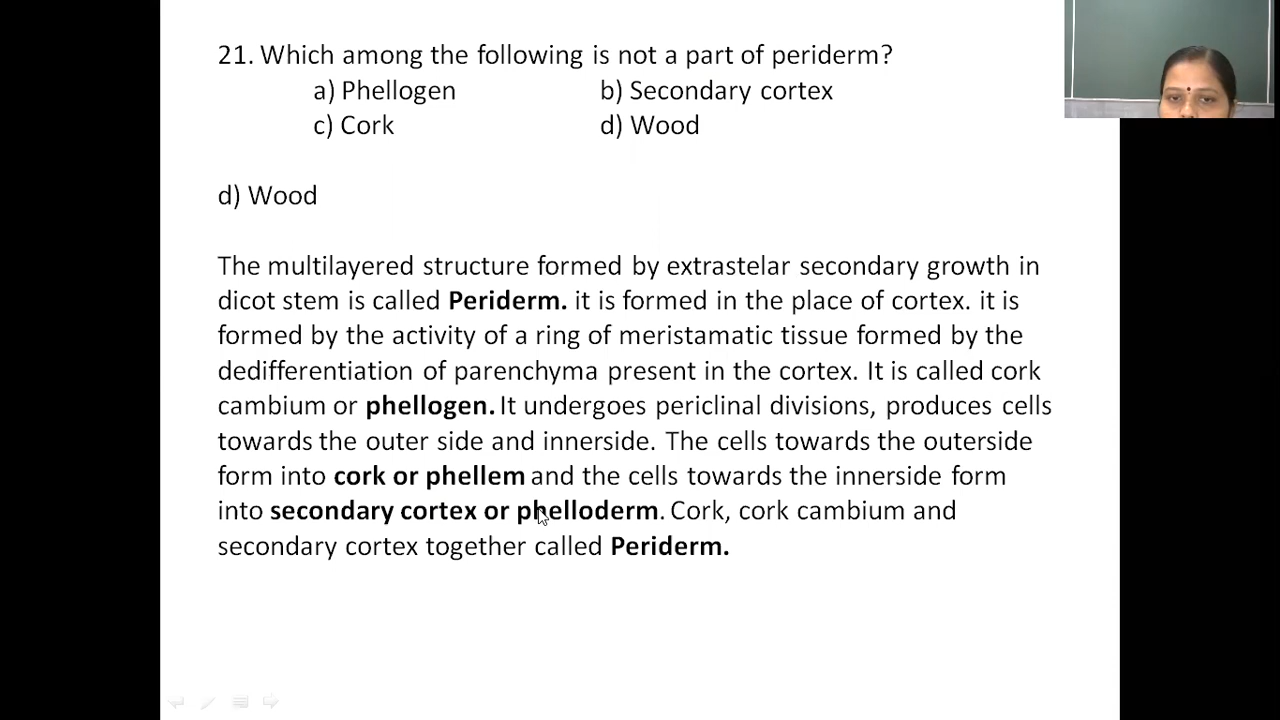 21. Which among the following is not a part of periderm?
a) Phellogen b) Secondary cortex
c) Cork d) Wood
d) Wood
The multilayered structure formed by extrastelar secondary growth in
dicot stem is called Periderm. it is formed in the place of cortex. it is
formed by the activity of a ring of meristamatic tissue formed by the
dedifferentiation of parenchyma present in the cortex. It is called cork
cambium or phellogen. It undergoes periclinal divisions, produces cells
towards the outer side and innerside. The cells towards the outerside
form into cork or phellem and the cells towards the innerside form
into secondary cortex or phelloderm. Cork, cork cambium and
secondary cortex together called Periderm.